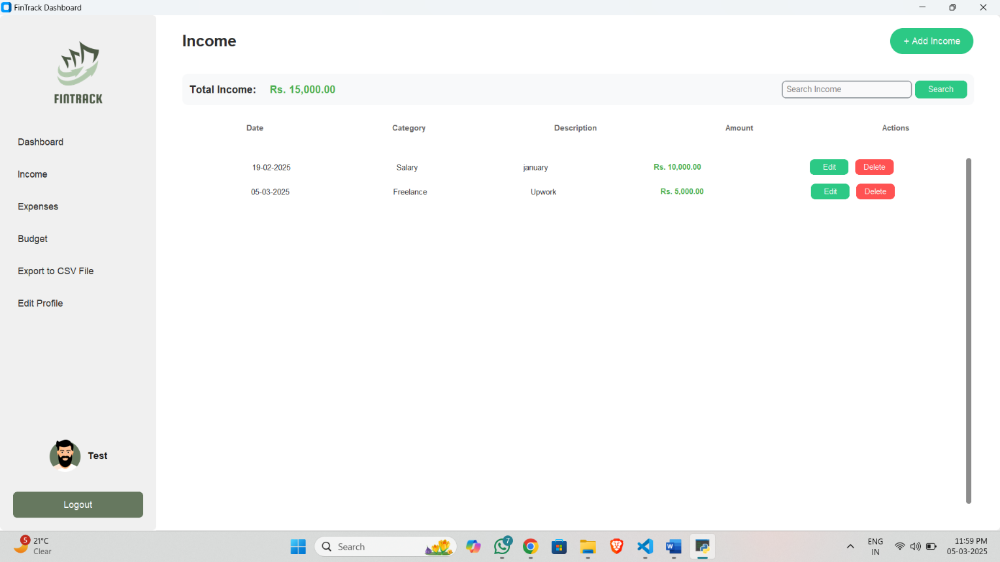 FinTrack Dashboard
FINTRACK
Dashboard
Income
Expenses
Budget
Export to CSV File
Edit Profile
Test
Logout
Income
+ Add Income
Total Income: Rs. 15,000.00
Search Income
Search
Date Category Description Amount Actions
19-02-2025 Salary january Rs. 10,000.00 Edit Delete
05-03-2025 Freelance Upwork Rs. 5,000.00 Edit Delete
5
21°C
Clear
Search
7
ENG
IN
11:59 PM
05-03-2025